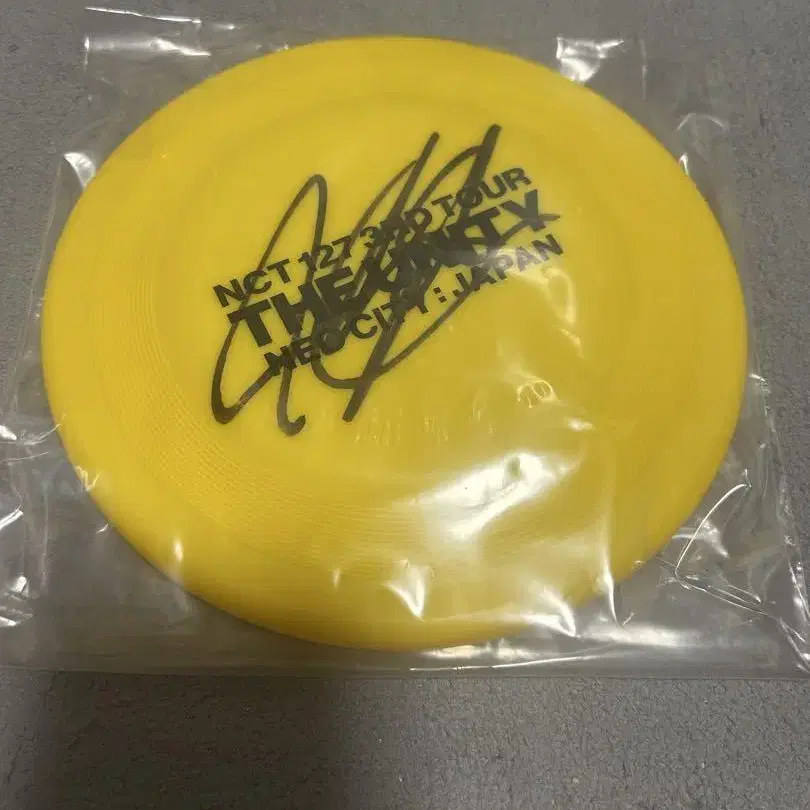 NCT 127 3RD TOUR
THE UNITY
NEO CITY : JAPAN